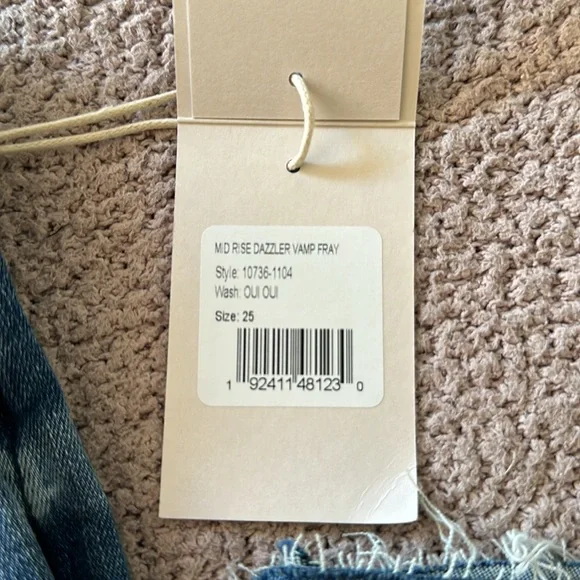 MID RISE DAZZLER VAMP FRAY
Style: 10736-1104
Wash: OUI OUI
Size: 25
1 92411 48123 0